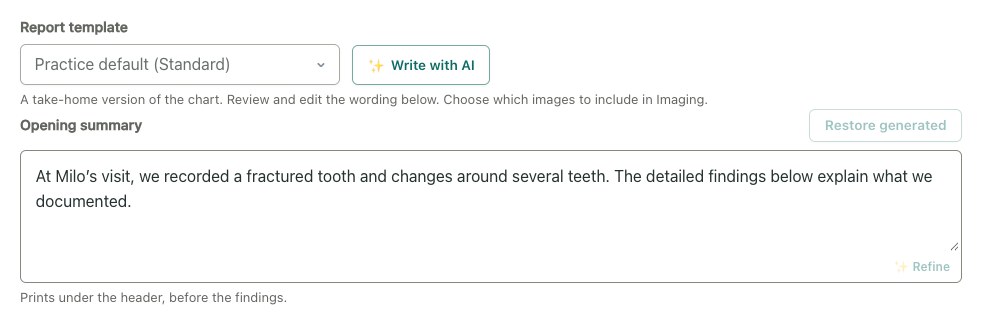 Report template
Practice default (Standard)
✨ Write with AI
A take-home version of the chart. Review and edit the wording below. Choose which images to include in Imaging.
Opening summary
Restore generated
At Milo’s visit, we recorded a fractured tooth and changes around several teeth. The detailed findings below explain what we
documented.
✨ Refine
Prints under the header, before the findings.